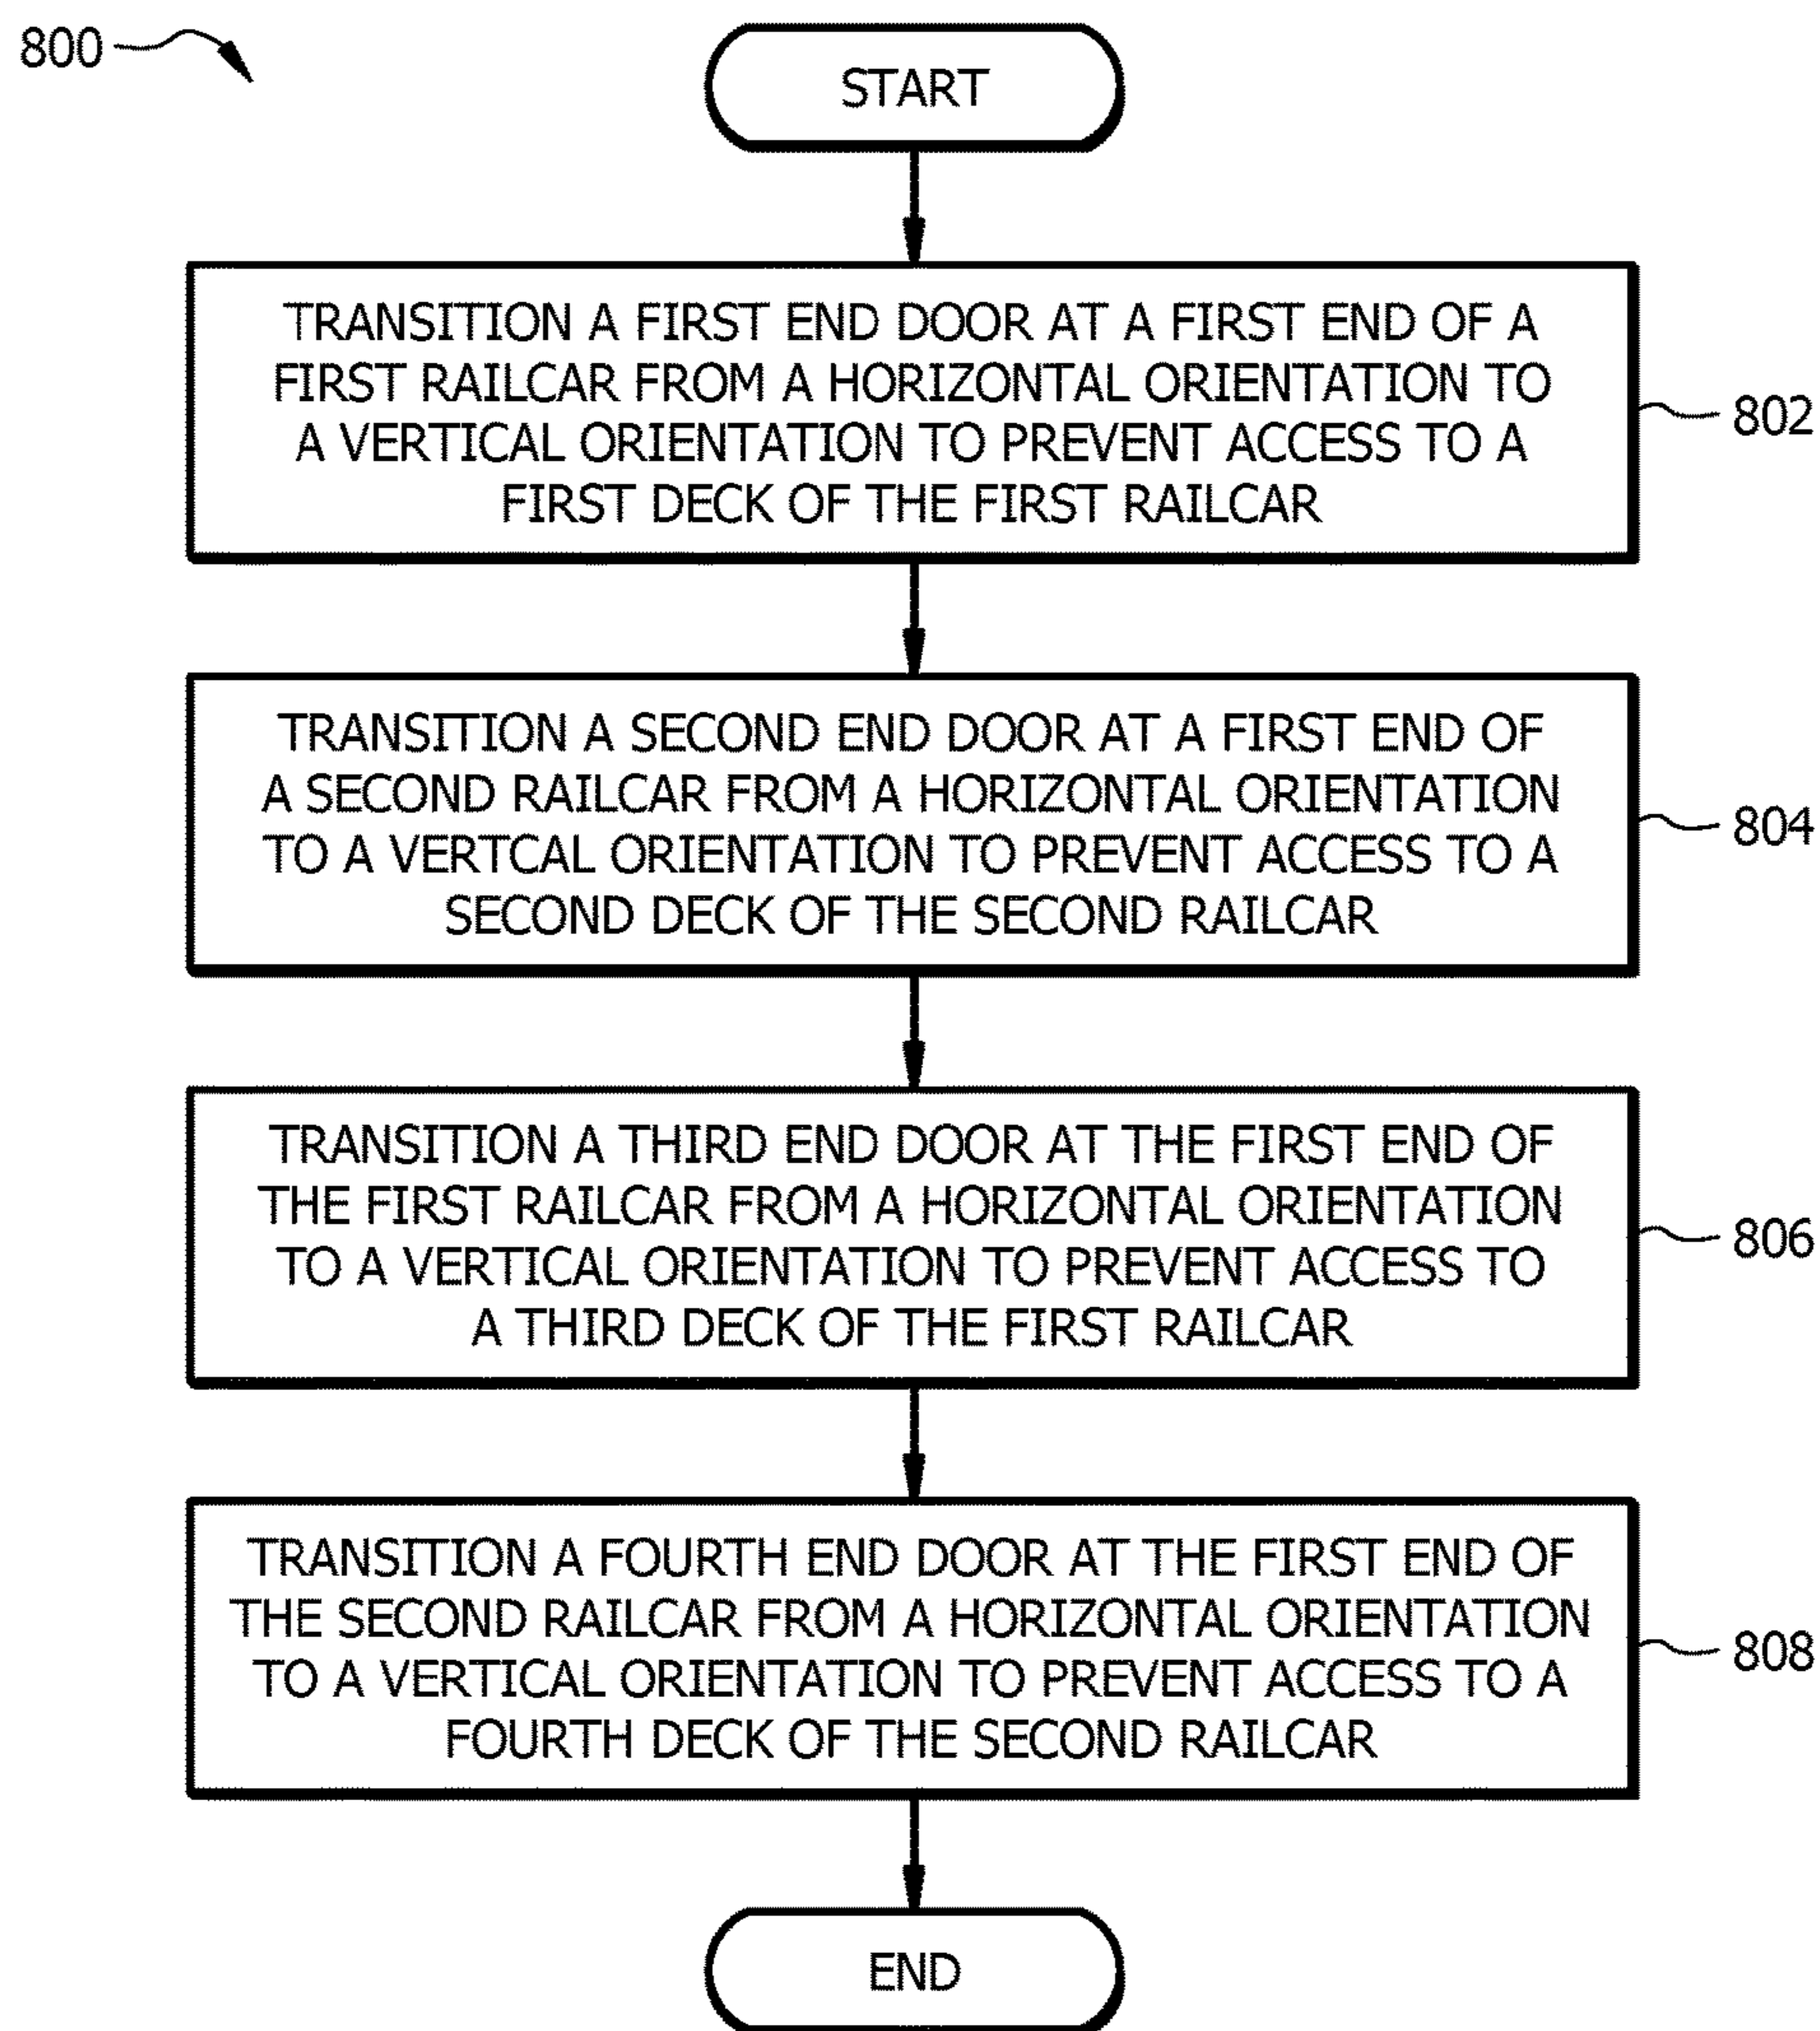 800
START
TRANSITION A FIRST END DOOR AT A FIRST END OF A
FIRST RAILCAR FROM A HORIZONTAL ORIENTATION TO
A VERTICAL ORIENTATION TO PREVENT ACCESS TO A
FIRST DECK OF THE FIRST RAILCAR
802
TRANSITION A SECOND END DOOR AT A FIRST END OF
A SECOND RAILCAR FROM A HORIZONTAL ORIENTATION
TO A VERTCAL ORIENTATION TO PREVENT ACCESS TO A
SECOND DECK OF THE SECOND RAILCAR
804
TRANSITION A THIRD END DOOR AT THE FIRST END OF
THE FIRST RAILCAR FROM A HORIZONTAL ORIENTATION
TO A VERTICAL ORIENTATION TO PREVENT ACCESS TO
A THIRD DECK OF THE FIRST RAILCAR
806
TRANSITION A FOURTH END DOOR AT THE FIRST END OF
THE SECOND RAILCAR FROM A HORIZONTAL ORIENTATION
TO A VERTICAL ORIENTATION TO PREVENT ACCESS TO A
FOURTH DECK OF THE SECOND RAILCAR
808
END